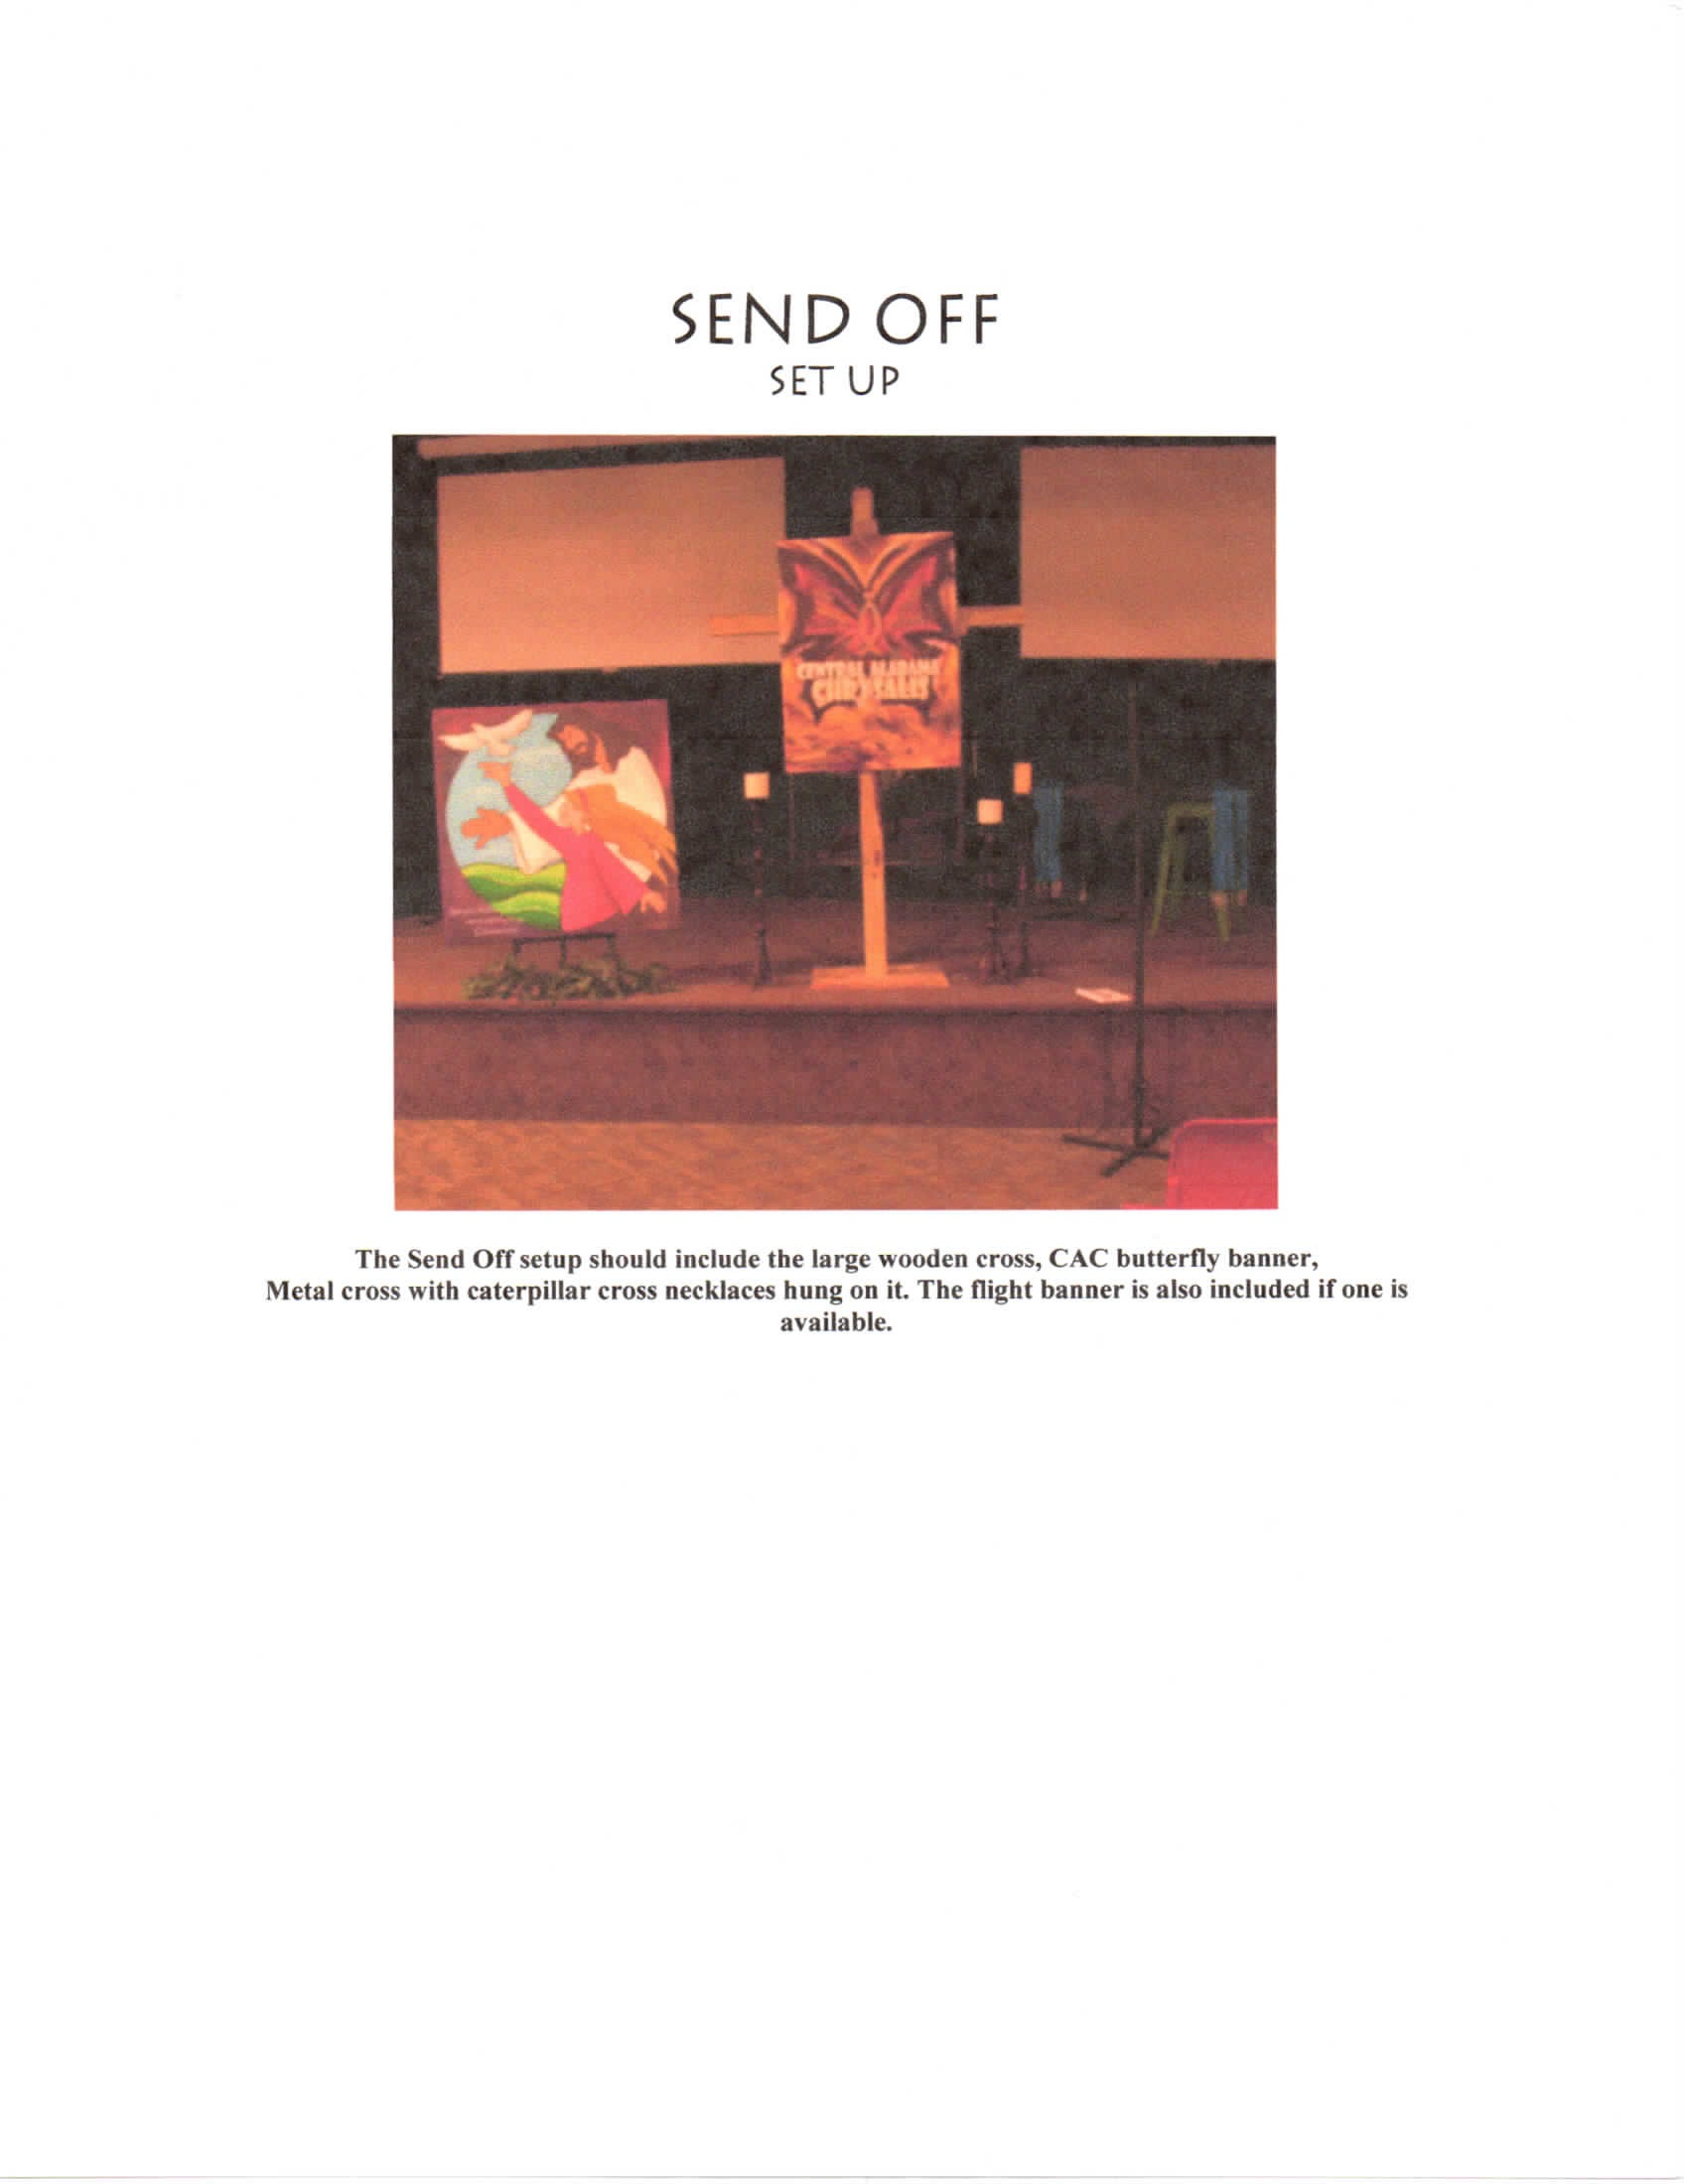 SEND OFF
SET UP
CENTRAL ALABAMA
CHRYSALIS
The Send Off setup should include the large wooden cross, CAC butterfly banner,
Metal cross with caterpillar cross necklaces hung on it. The flight banner is also included if one is
available.